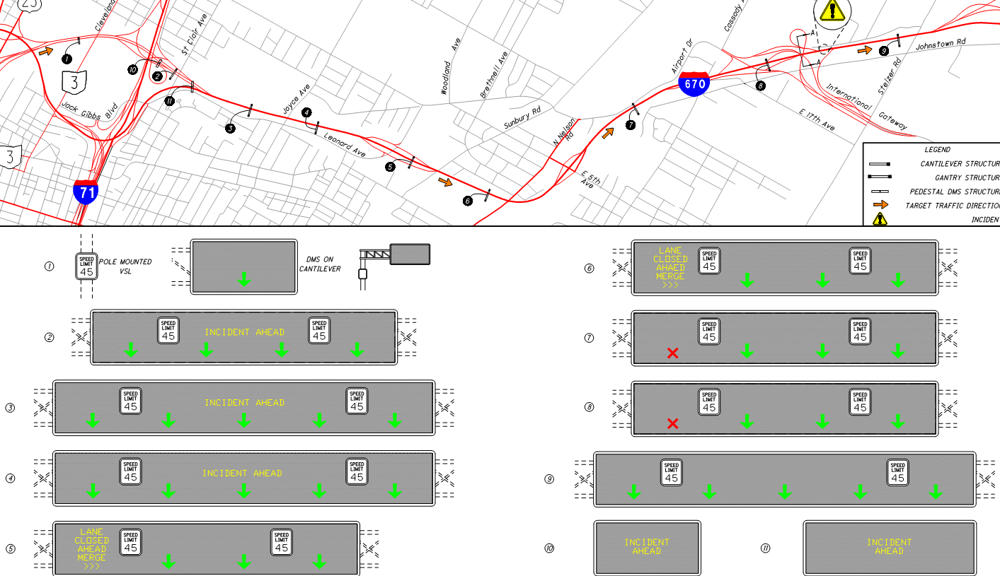 23
Cleveland
St Clair Ave
1
10
2
11
3
Jack Gibbs Blvd
3
71
3
Joyce Ave
4
Leonard Ave
5
6
Woodland Ave
Brethnell Ave
Sunbury Rd
N Nelson Rd
E 5th Ave
7
Airport Dr
Cassady A
670
8
A
A
9
Johnstown Rd
Stelzer Rd
International Gateway
E 17th Ave
LEGEND
CANTILEVER STRUCTUR
GANTRY STRUCTUR
PEDESTAL DMS STRUCTUR
TARGET TRAFFIC DIRECTIO
INCIDEN
1
SPEED
LIMIT
45
POLE MOUNTED
VSL
DMS ON
CANTILEVER
2
SPEED
LIMIT
45
INCIDENT AHEAD
SPEED
LIMIT
45
3
SPEED
LIMIT
45
INCIDENT AHEAD
SPEED
LIMIT
45
4
SPEED
LIMIT
45
INCIDENT AHEAD
SPEED
LIMIT
45
5
LANE
CLOSED
AHEAD
MERGE
>>>
SPEED
LIMIT
45
SPEED
LIMIT
45
6
LANE
CLOSED
AHAED
MERGE
>>>
SPEED
LIMIT
45
SPEED
LIMIT
45
7
SPEED
LIMIT
45
SPEED
LIMIT
45
8
SPEED
LIMIT
45
SPEED
LIMIT
45
9
SPEED
LIMIT
45
SPEED
LIMIT
45
10
INCIDENT
AHEAD
11
INCIDENT
AHEAD